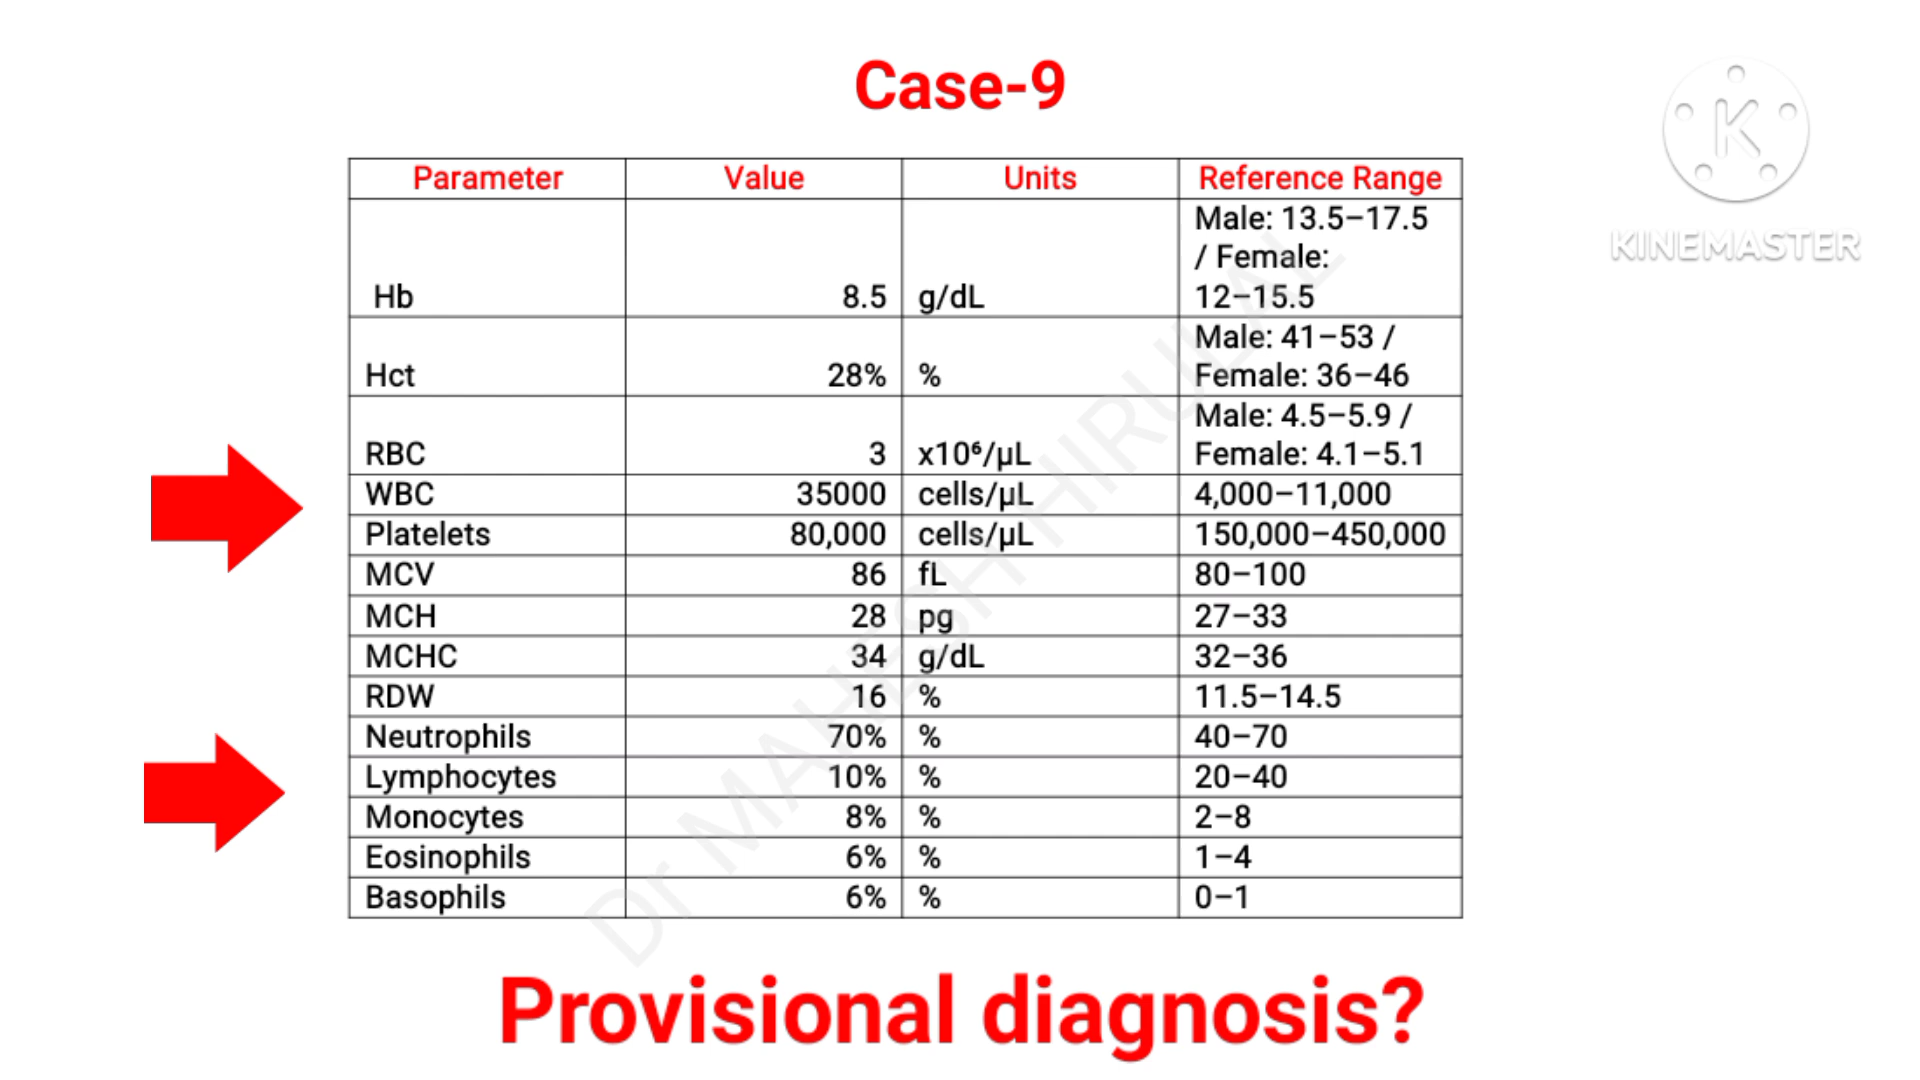 Case-9
K
KINEMASTER
Parameter Value Units Reference Range
Hb 8.5 g/dL Male: 13.5–17.5
/ Female:
12–15.5
Hct 28% % Male: 41–53 /
Female: 36–46
RBC 3 x10⁶/µL Male: 4.5–5.9 /
Female: 4.1–5.1
WBC 35000 cells/µL 4,000–11,000
Platelets 80,000 cells/µL 150,000–450,000
MCV 86 fL 80–100
MCH 28 pg 27–33
MCHC 34 g/dL 32–36
RDW 16 % 11.5–14.5
Neutrophils 70% % 40–70
Lymphocytes 10% % 20–40
Monocytes 8% % 2–8
Eosinophils 6% % 1–4
Basophils 6% % 0–1
Dr MAHESH HIRULAL
Provisional diagnosis?